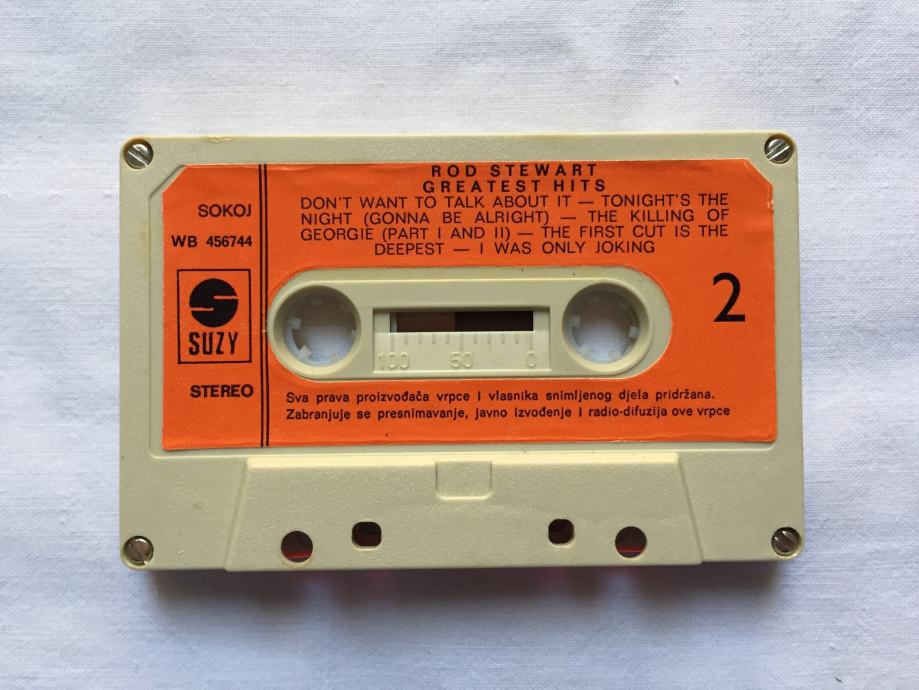 ROD STEWART
GREATEST HITS
DON'T WANT TO TALK ABOUT IT — TONIGHT'S THE
NIGHT (GONNA BE ALRIGHT) — THE KILLING OF
GEORGIE (PART I AND II) — THE FIRST CUT IS THE
DEEPEST — I WAS ONLY JOKING
SOKOJ
WB 456744
SUZY
STEREO
2
100 50 0
Sva prava proizvođača vrpce i vlasnika snimljenog djela pridržana.
Zabranjuje se presnimavanje, javno izvođenje i radio-difuzija ove vrpce